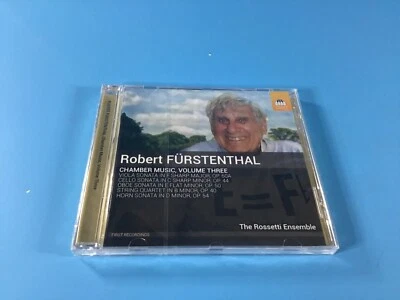 Robert FÜRSTENTHAL
CHAMBER MUSIC, VOLUME THREE
VIOLA SONATA IN F SHARP MAJOR, OP. 60A
CELLO SONATA IN C SHARP MINOR, OP. 44
OBOE SONATA IN E FLAT MINOR, OP. 50
STRING QUARTET IN B MINOR, OP. 40
HORN SONATA IN D MINOR, OP. 54
The Rossetti Ensemble
FIRST RECORDINGS